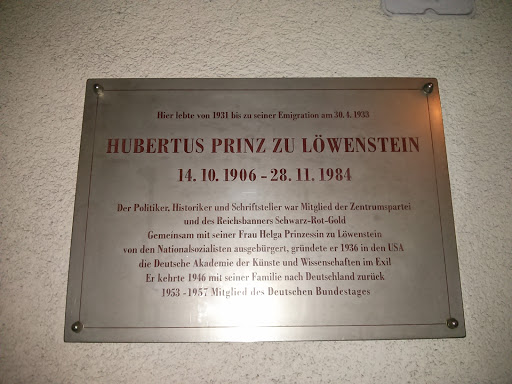 Hier lebte von 1931 bis zu seiner Emigration am 30. 4. 1933
HUBERTUS PRINZ ZU LÖWENSTEIN
14. 10. 1906 - 28. 11. 1984
Der Politiker, Historiker und Schriftsteller war Mitglied der Zentrumspartei
und des Reichsbanners Schwarz-Rot-Gold
Gemeinsam mit seiner Frau Helga Prinzessin zu Löwenstein
von den Nationalsozialisten ausgebürgert, gründete er 1936 in den USA
die Deutsche Akademie der Künste und Wissenschaften im Exil
Er kehrte 1946 mit seiner Familie nach Deutschland zurück
1953 - 1957 Mitglied des Deutschen Bundestages